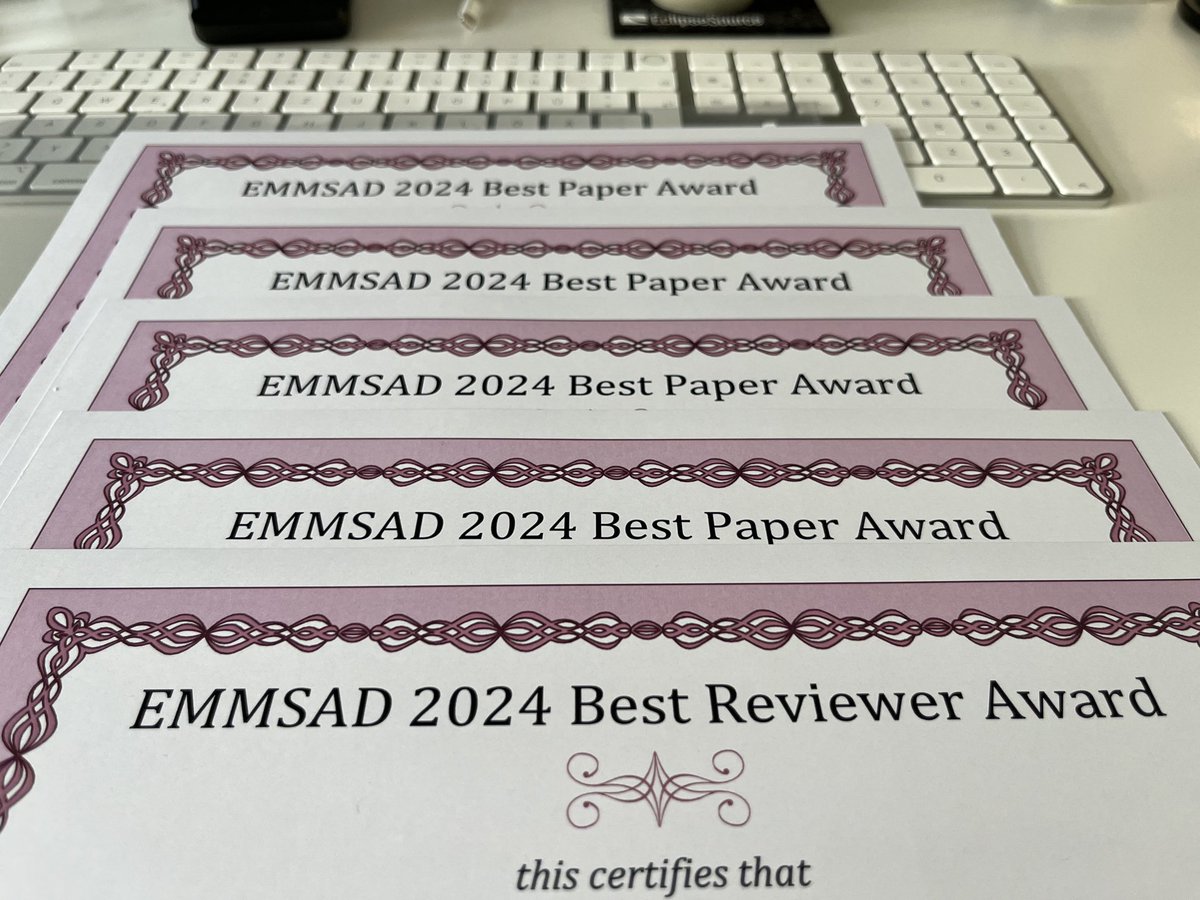 EclipseSource
EMMSAD 2024 Best Paper Award
EMMSAD 2024 Best Paper Award
EMMSAD 2024 Best Paper Award
EMMSAD 2024 Best Paper Award
EMMSAD 2024 Best Reviewer Award
this certifies that